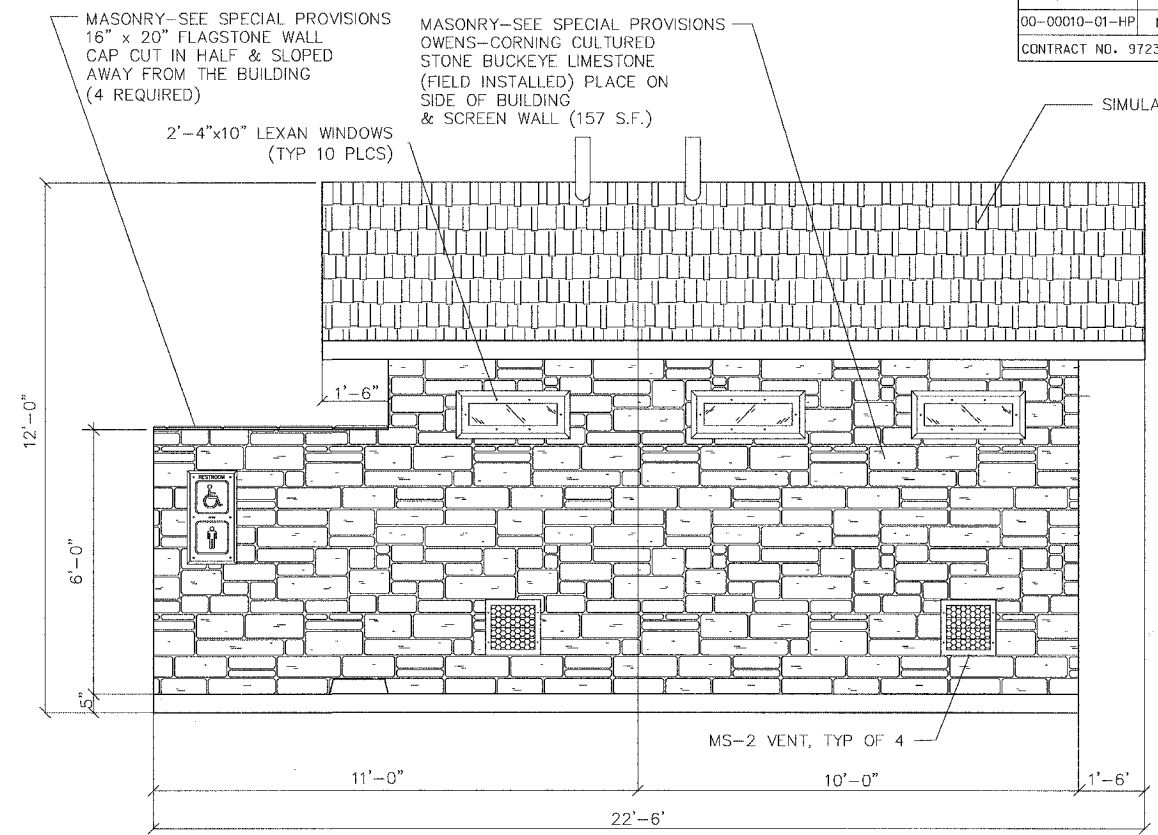 MASONRY-SEE SPECIAL PROVISIONS
16" x 20" FLAGSTONE WALL
CAP CUT IN HALF & SLOPED
AWAY FROM THE BUILDING
(4 REQUIRED)
MASONRY-SEE SPECIAL PROVISIONS
OWENS-CORNING CULTURED
STONE BUCKEYE LIMESTONE
(FIELD INSTALLED) PLACE ON
SIDE OF BUILDING
& SCREEN WALL (157 S.F.)
00-00010-01-HP
CONTRACT NO. 9723
SIMULA
2'-4"x10" LEXAN WINDOWS
(TYP 10 PLCS)
12'-0"
1'-6"
6'-0"
RESTROOM
5"
MS-2 VENT, TYP OF 4
11'-0"
10'-0"
1'-6'
22'-6'